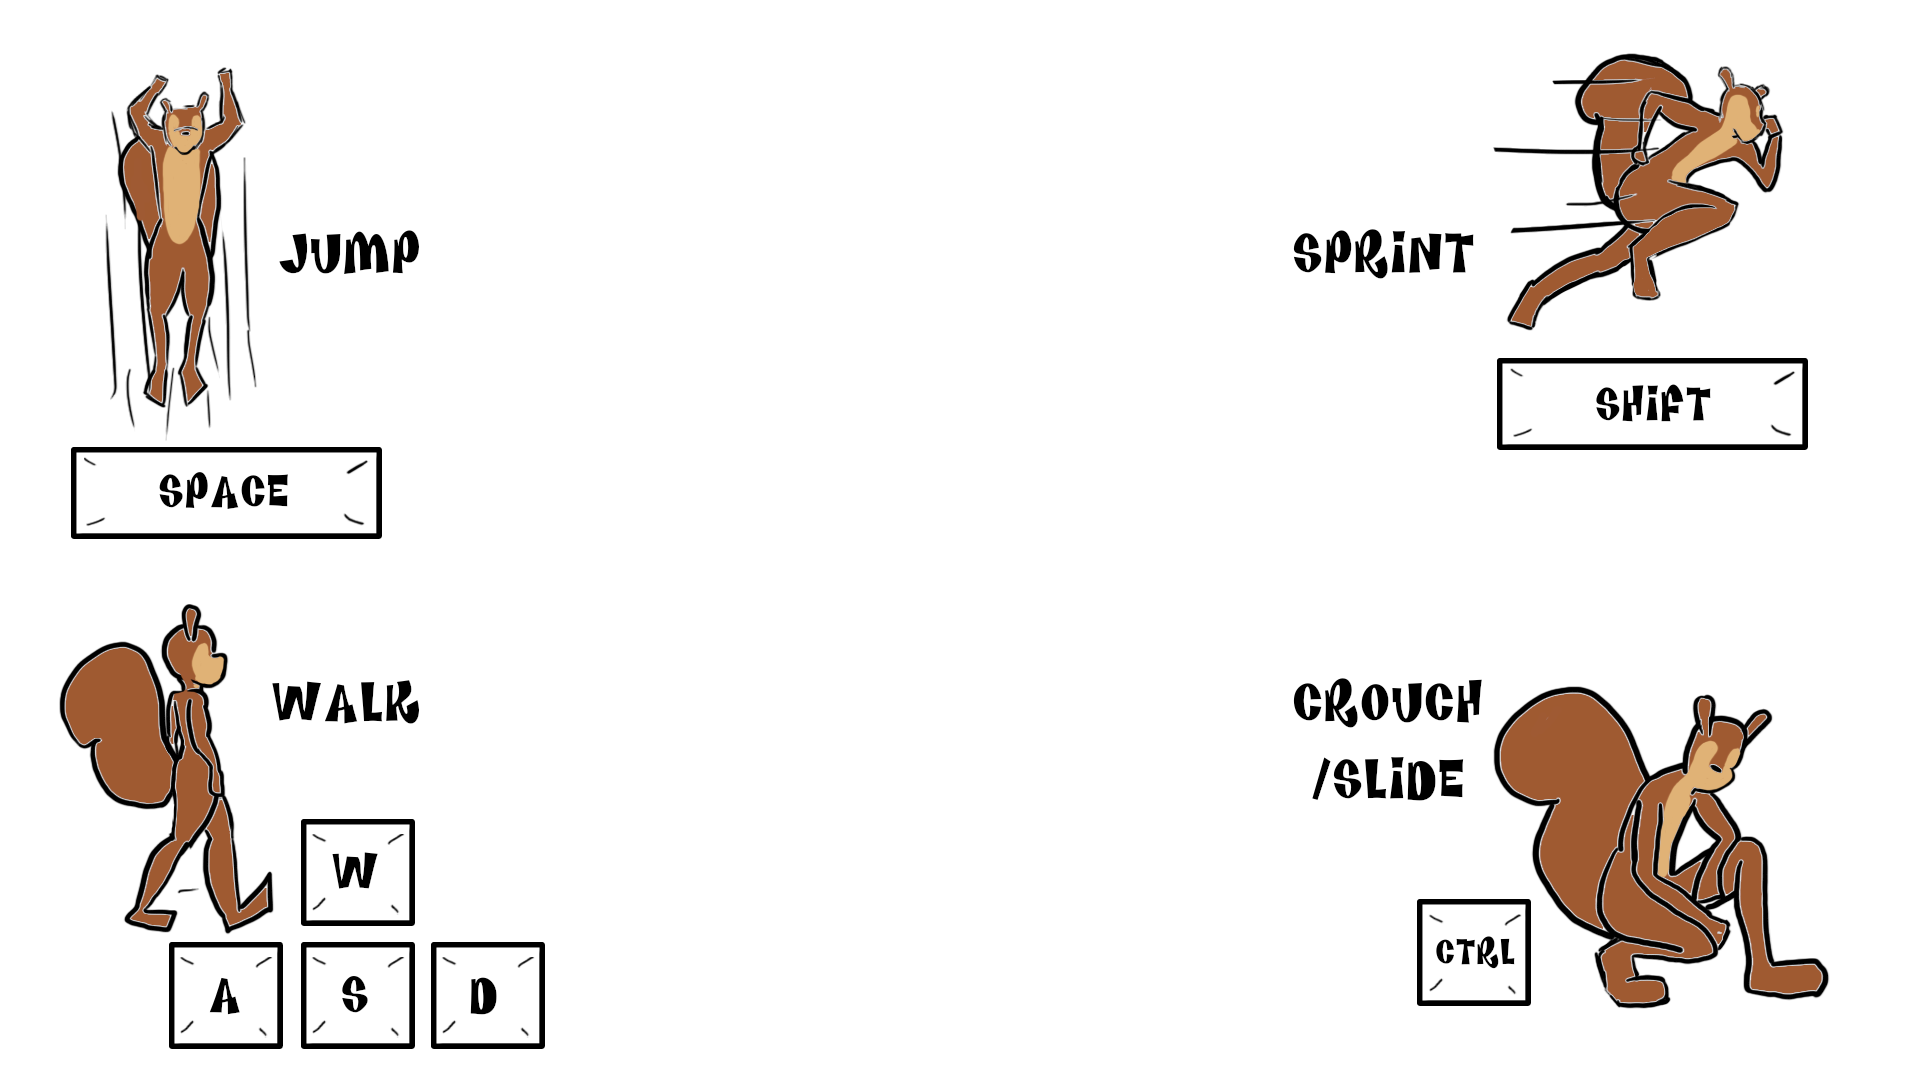 JUMP
SPACE
SPRINT
SHIFT
WALK
W
A S D
CROUCH
/SLIDE
CTRL